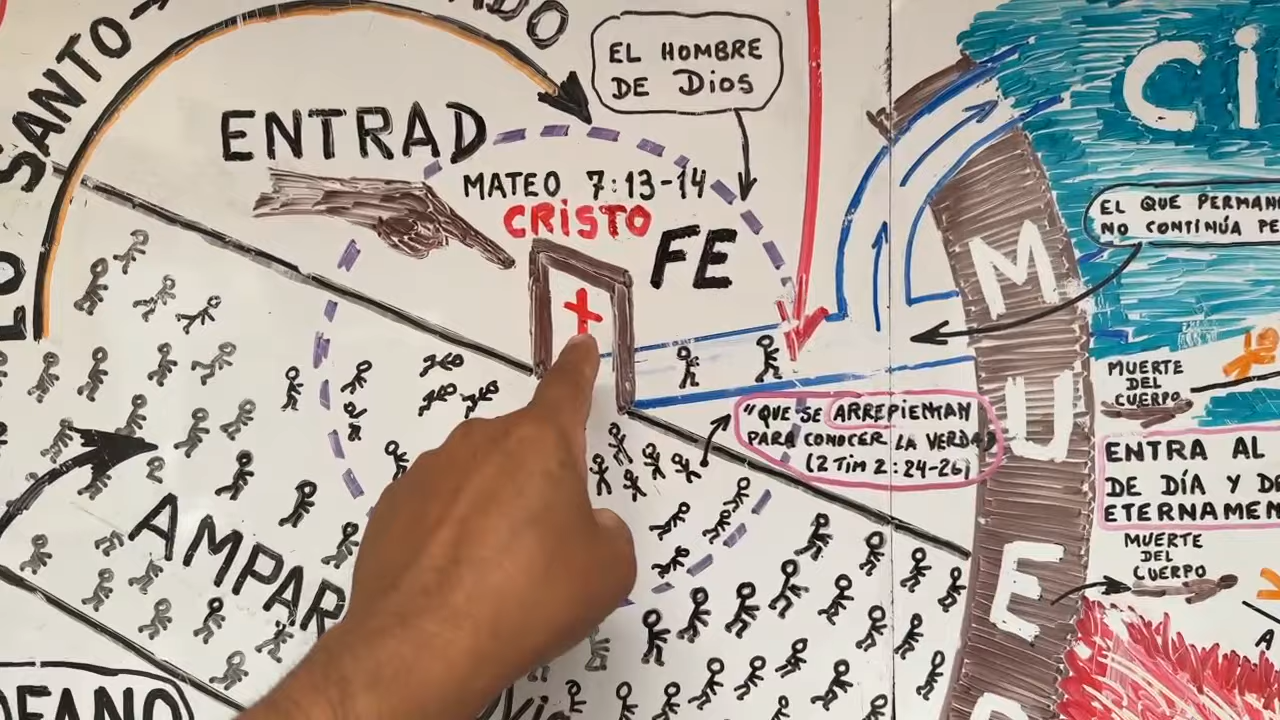 SANTO
EL HOMBRE
DE DIOS
CI
ENTRAD
MATEO 7:13-14
CRISTO
FE
EL QUE PERMAN
NO CONTINÚA PE
M
U
E
MUERTE
DEL
CUERPO
"QUE SE ARREPIENTAN
PARA CONOCER LA VERDAD
(2 TIM 2:24-26)
ENTRA AL
DE DÍA Y DE
ETERNAMEN
MUERTE
DEL
CUERPO
AMPAR
OFANO